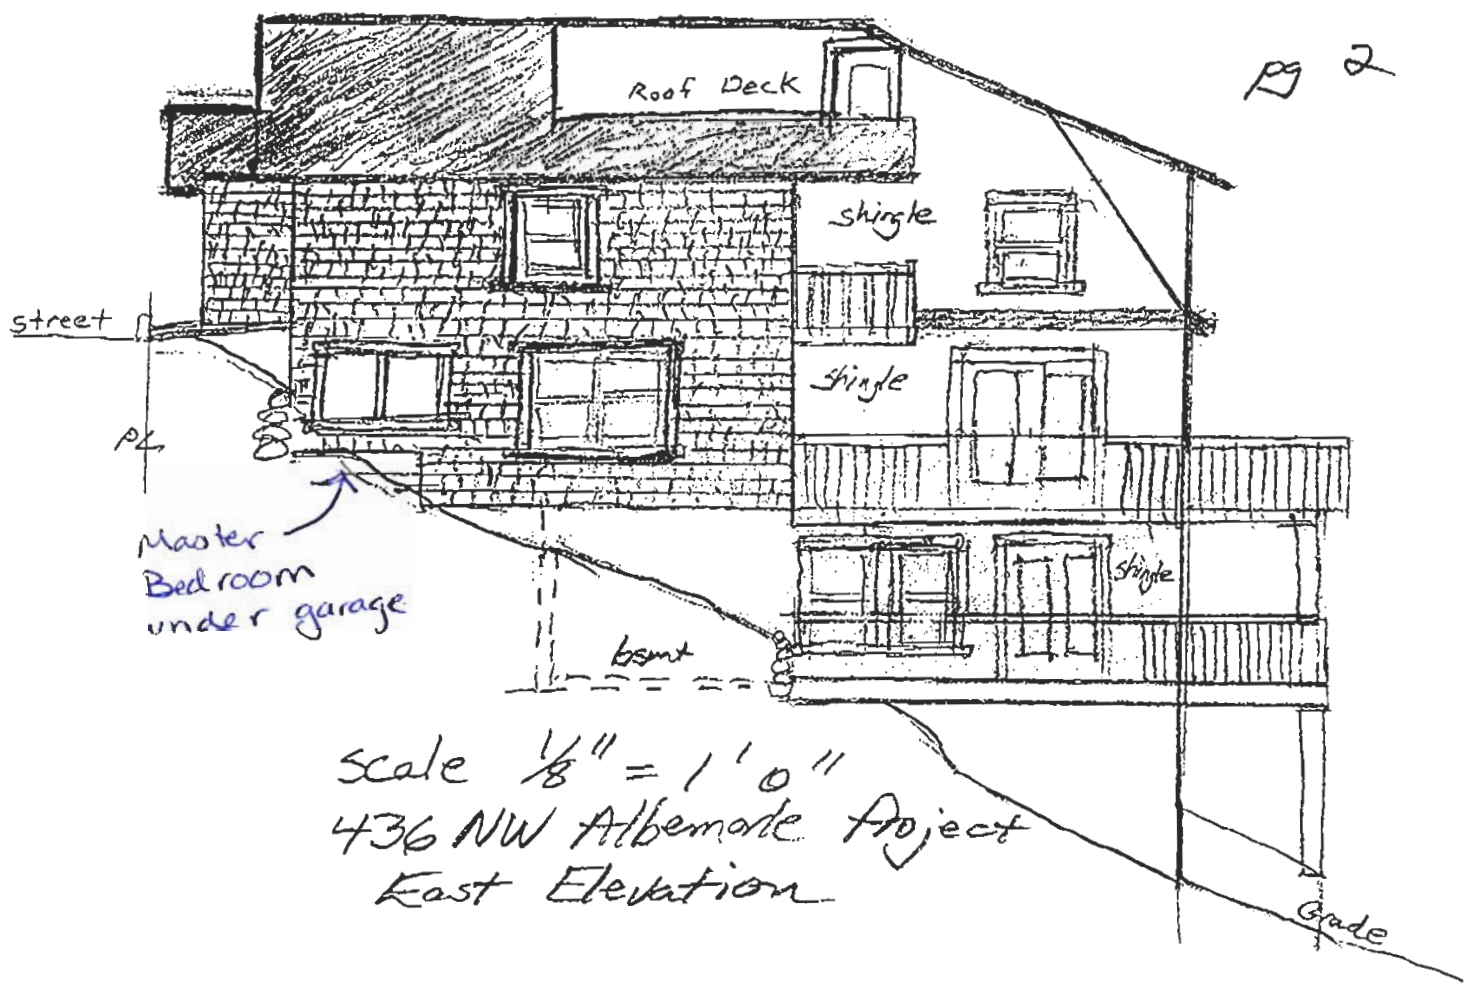 pg 2
Roof Deck
shingle
street
shingle
PL
Master
Bedroom
under garage
shingle
bsmt
scale 1/8" = 1' 0"
436 NW Albemarle Project
East Elevation
Grade